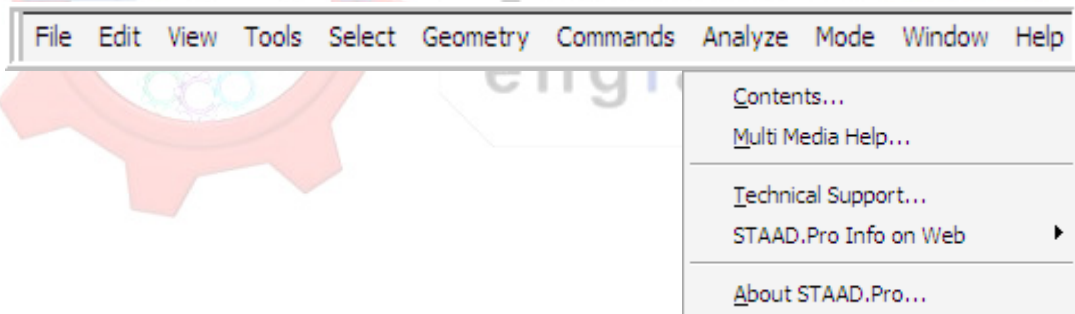 File Edit View Tools Select Geometry Commands Analyze Mode Window Help
Contents...
Multi Media Help...
Technical Support...
STAAD.Pro Info on Web
About STAAD.Pro...